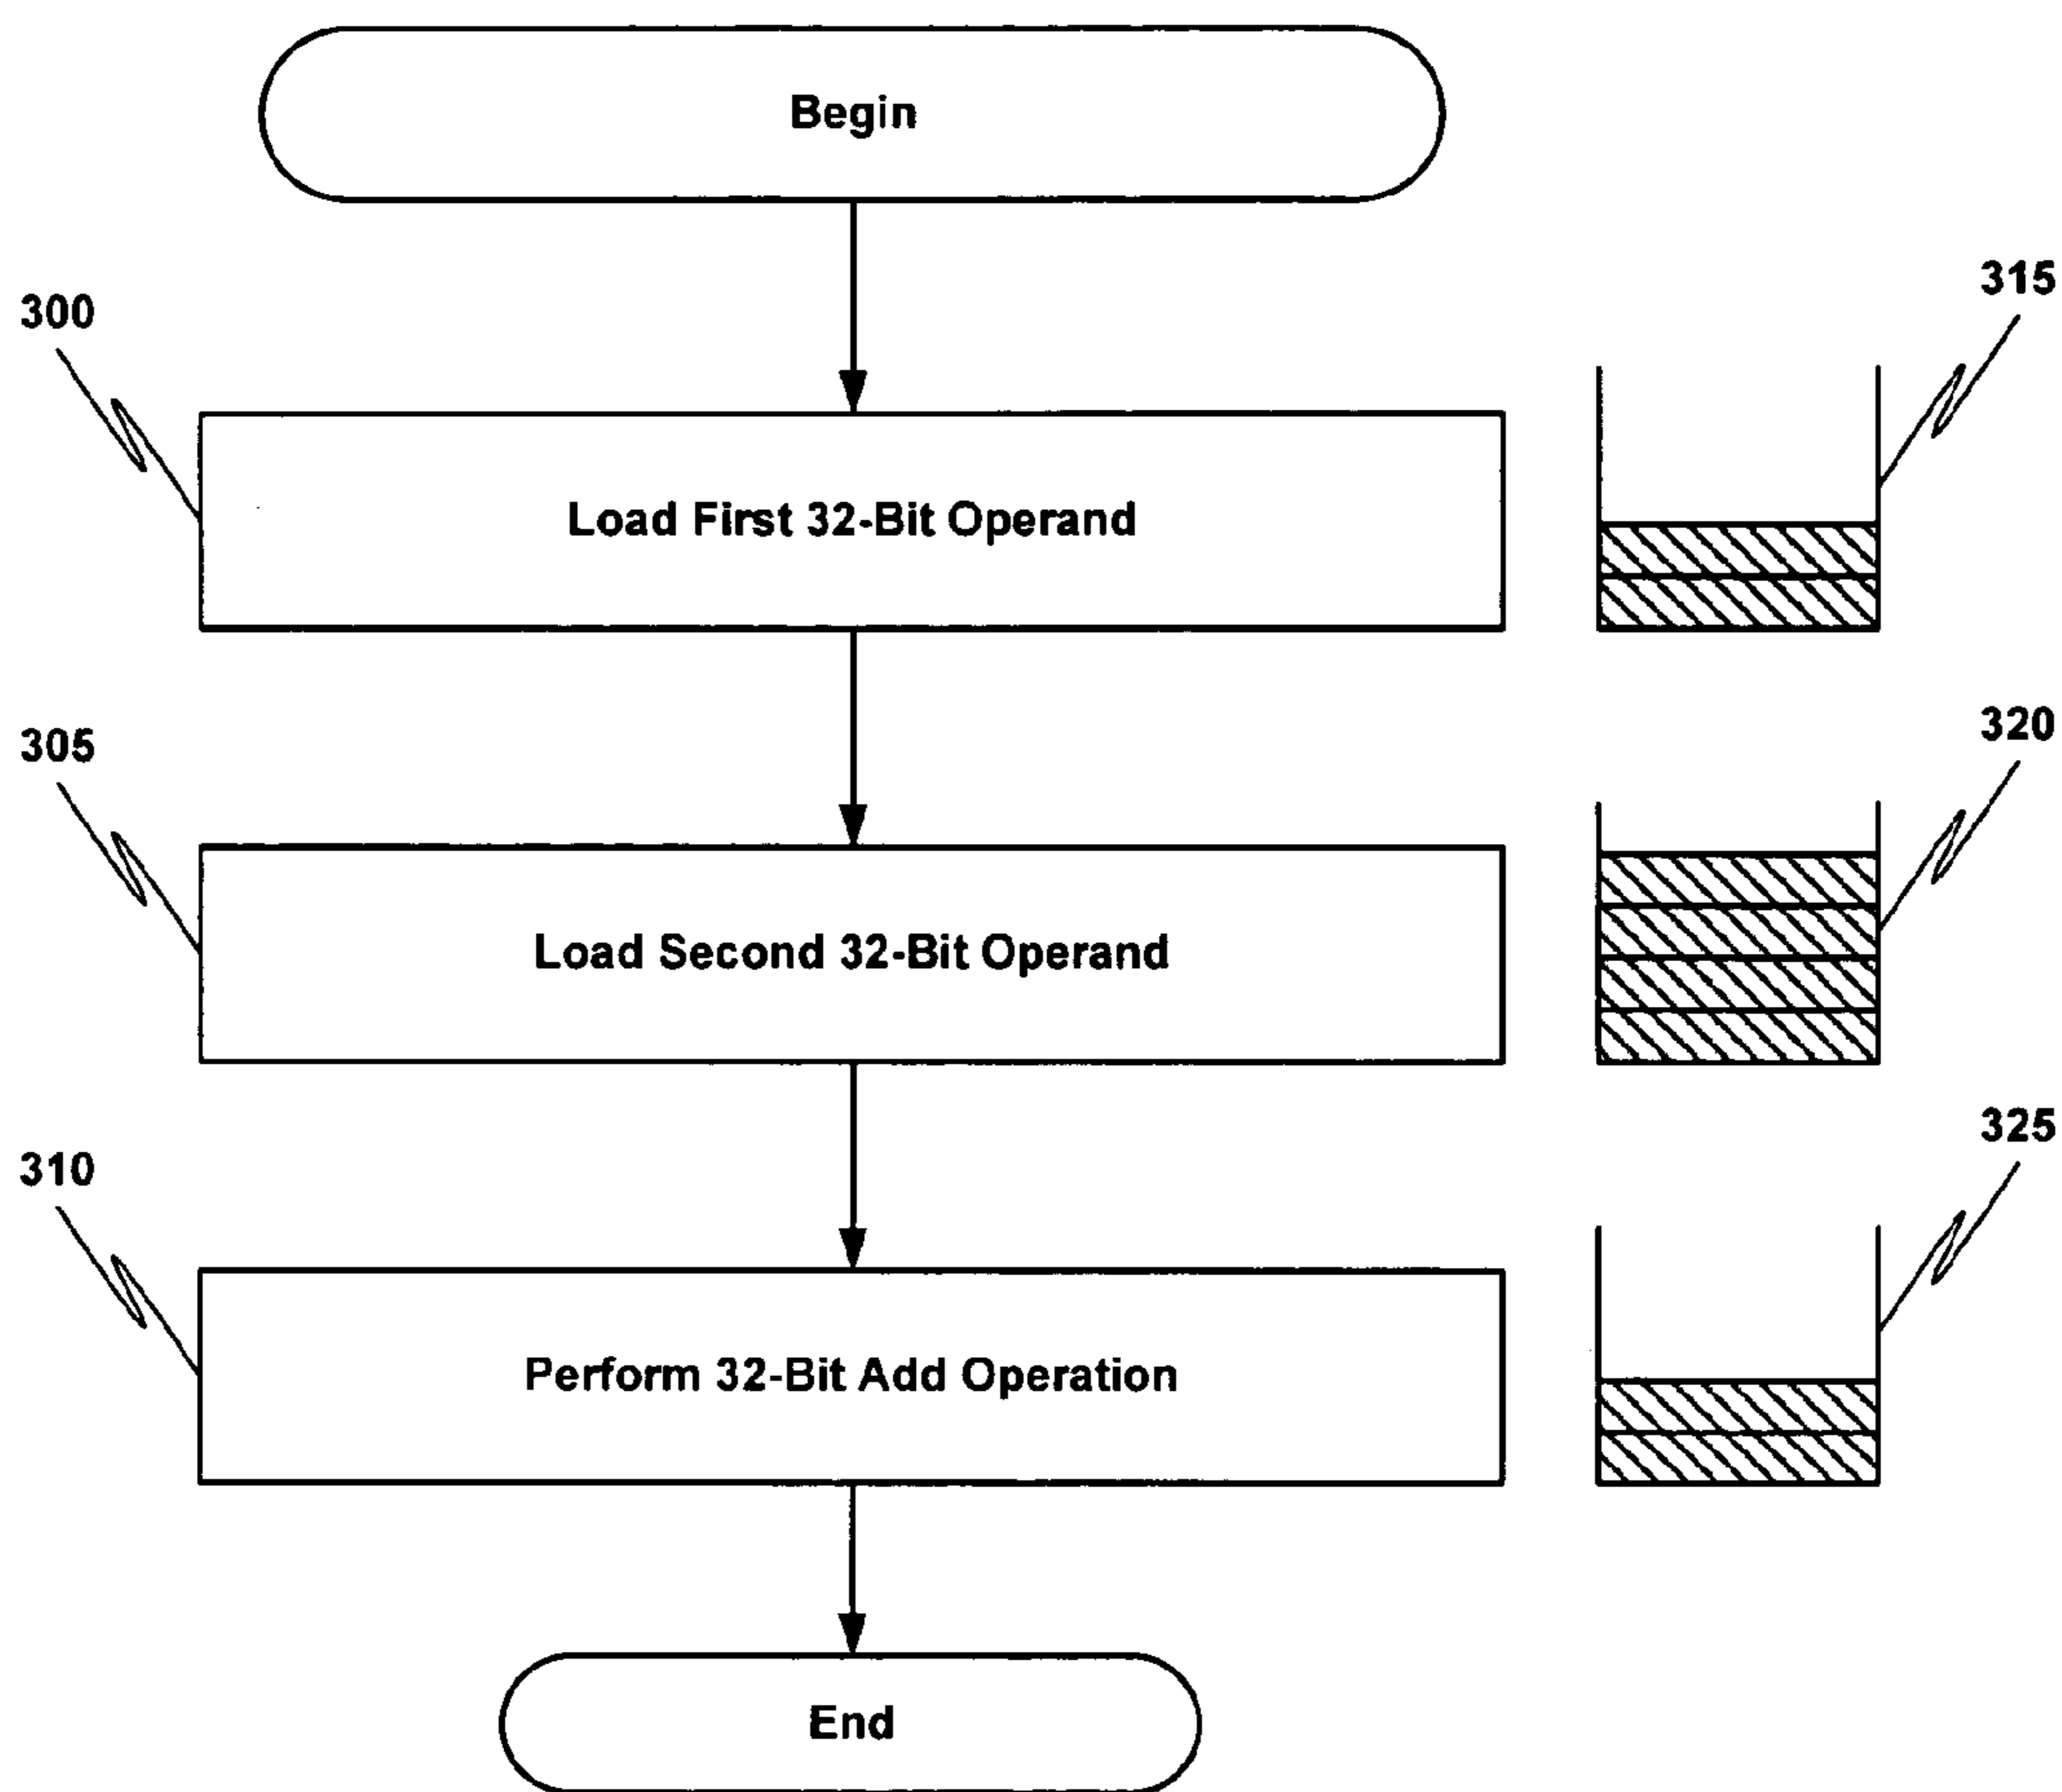 Begin
300
315
Load First 32-Bit Operand
305
320
Load Second 32-Bit Operand
310
325
Perform 32-Bit Add Operation
End